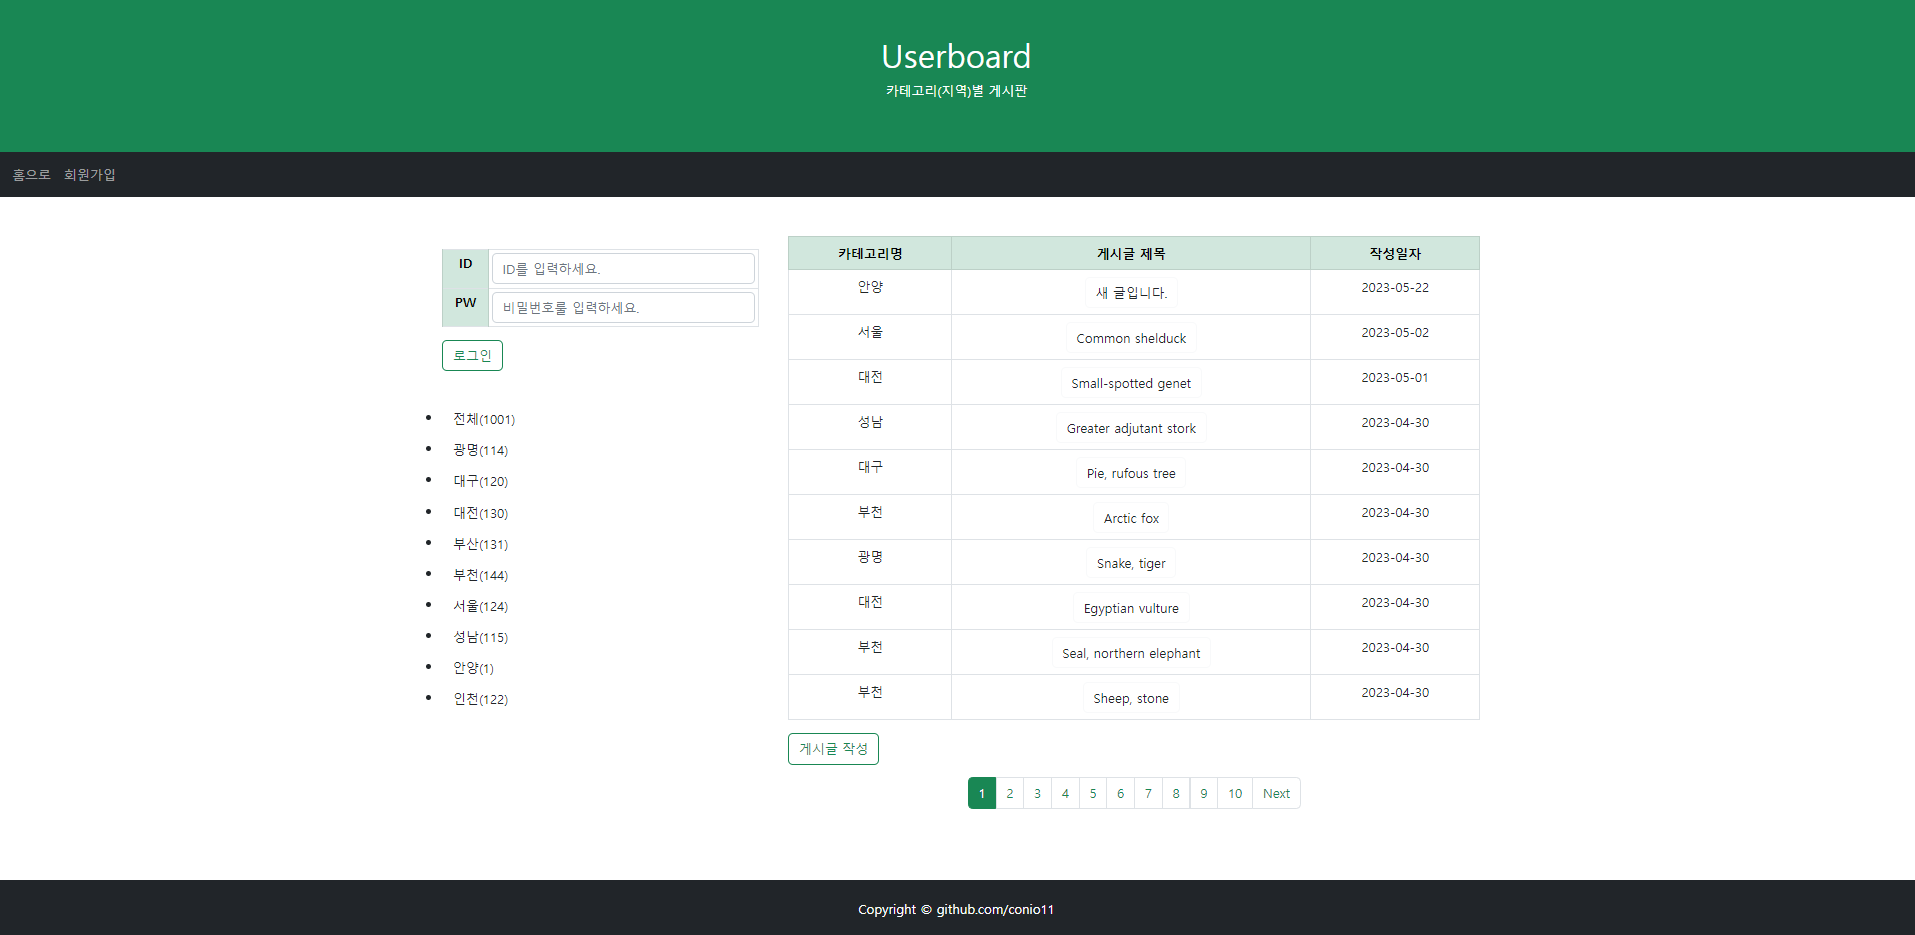 Userboard
카테고리(지역)별 게시판
홈으로 회원가입
ID ID를 입력하세요.
PW 비밀번호를 입력하세요.
로그인
전체(1001)
광명(114)
대구(120)
대전(130)
부산(131)
부천(144)
서울(124)
성남(115)
안양(1)
인천(122)
카테고리명 게시글 제목 작성일자
안양 새 글입니다. 2023-05-22
서울 Common shelduck 2023-05-02
대전 Small-spotted genet 2023-05-01
성남 Greater adjutant stork 2023-04-30
대구 Pie, rufous tree 2023-04-30
부천 Arctic fox 2023-04-30
광명 Snake, tiger 2023-04-30
대전 Egyptian vulture 2023-04-30
부천 Seal, northern elephant 2023-04-30
부천 Sheep, stone 2023-04-30
게시글 작성
1 2 3 4 5 6 7 8 9 10 Next
Copyright © github.com/conio11